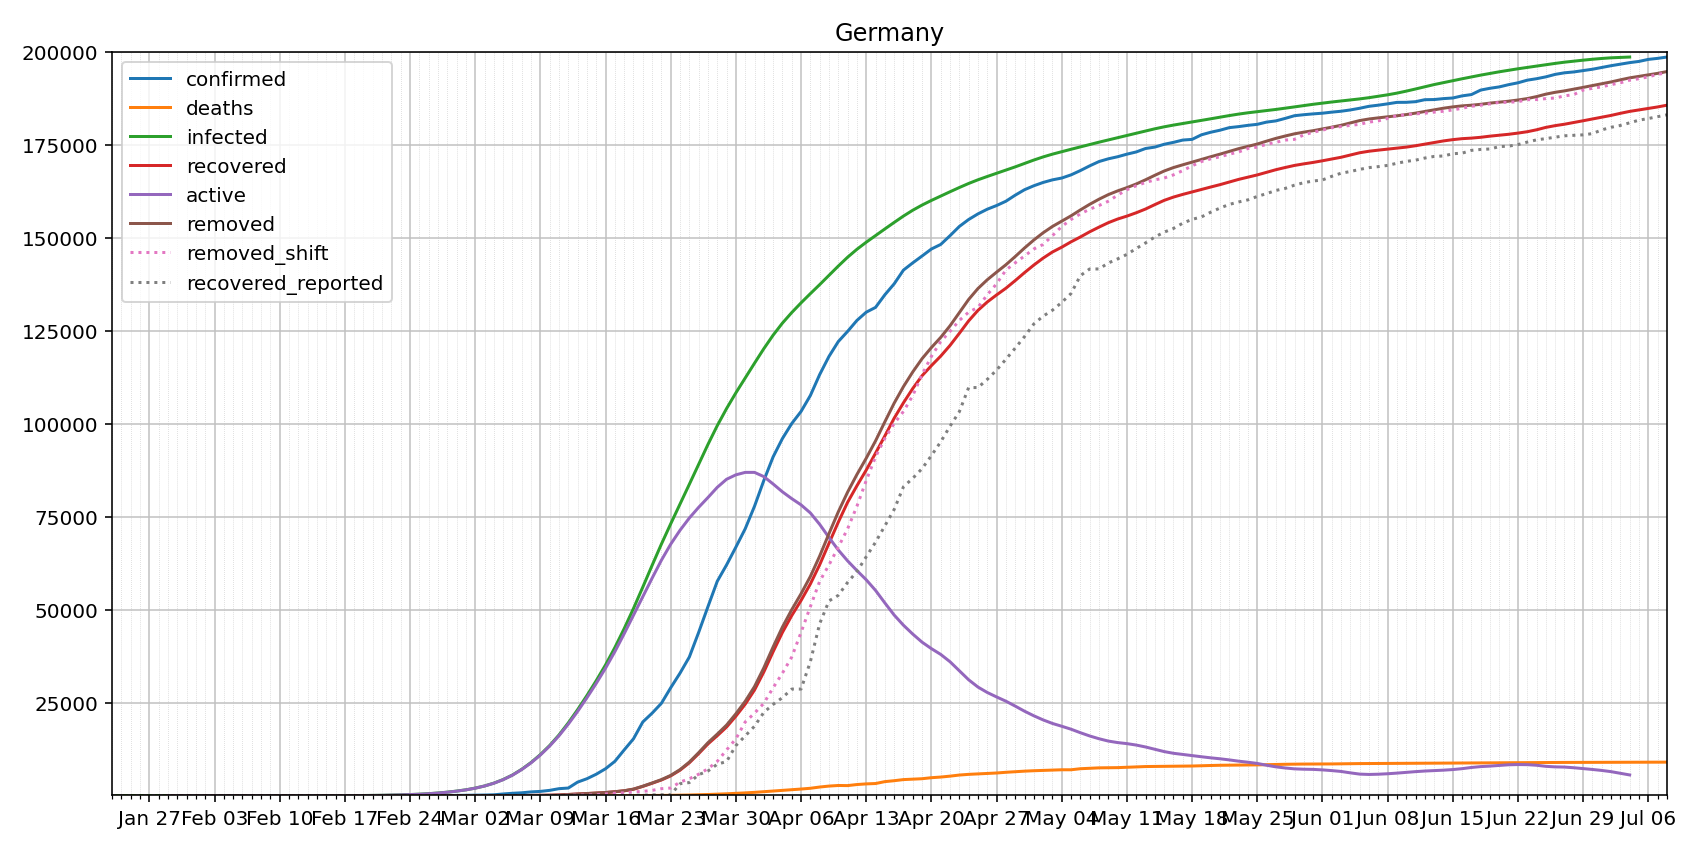 Germany
200000
175000
150000
125000
100000
75000
50000
25000
confirmed
deaths
infected
recovered
active
removed
removed_shift
recovered_reported
Jan 27 Feb 03 Feb 10 Feb 17 Feb 24 Mar 02 Mar 09 Mar 16 Mar 23 Mar 30 Apr 06 Apr 13 Apr 20 Apr 27 May 04 May 11 May 18 May 25 Jun 01 Jun 08 Jun 15 Jun 22 Jun 29 Jul 06